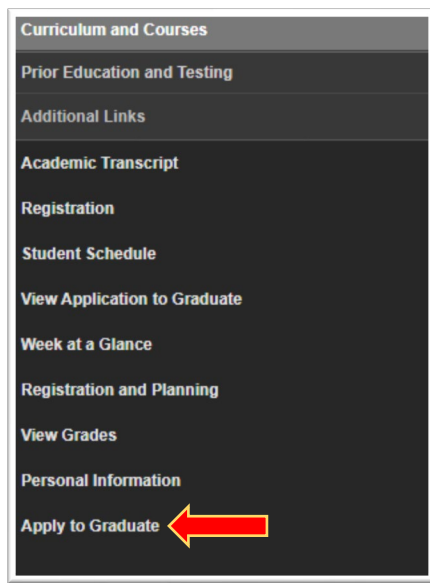 Curriculum and Courses
Prior Education and Testing
Additional Links
Academic Transcript
Registration
Student Schedule
View Application to Graduate
Week at a Glance
Registration and Planning
View Grades
Personal Information
Apply to Graduate